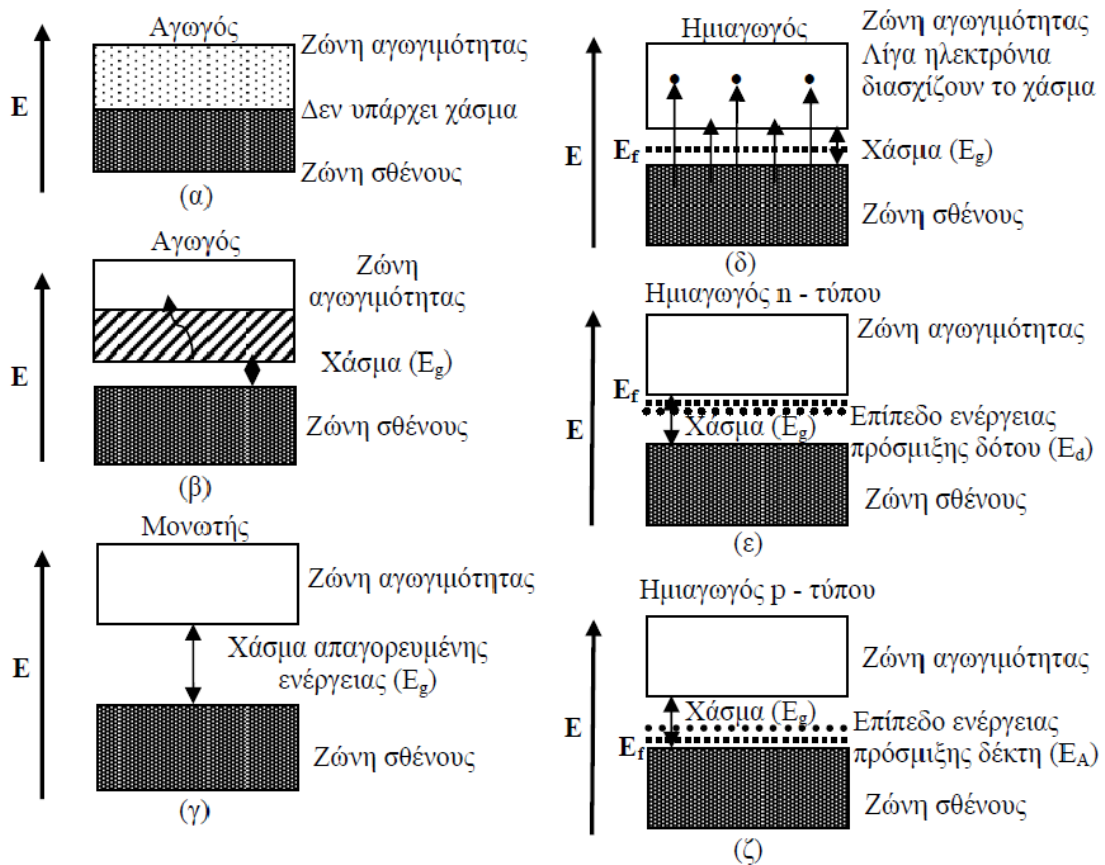 Αγωγός
Ζώνη αγωγιμότητας
Δεν υπάρχει χάσμα
E
Ζώνη σθένους
(α)
Αγωγός
Ζώνη
αγωγιμότητας
Χάσμα (Eg)
E
Ζώνη σθένους
(β)
Μονωτής
Ζώνη αγωγιμότητας
Χάσμα απαγορευμένης
ενέργειας (Eg)
E
Ζώνη σθένους
(γ)
Ημιαγωγός
Ζώνη αγωγιμότητας
Λίγα ηλεκτρόνια
διασχίζουν το χάσμα
E
Ef
Χάσμα (Eg)
Ζώνη σθένους
(δ)
Ημιαγωγός n - τύπου
Ζώνη αγωγιμότητας
Ef
E
Χάσμα (Eg)
Επίπεδο ενέργειας
πρόσμιξης δότου (Ed)
Ζώνη σθένους
(ε)
Ημιαγωγός p - τύπου
Ζώνη αγωγιμότητας
Χάσμα (Eg)
E
Ef
Επίπεδο ενέργειας
πρόσμιξης δέκτη (EA)
Ζώνη σθένους
(ζ)